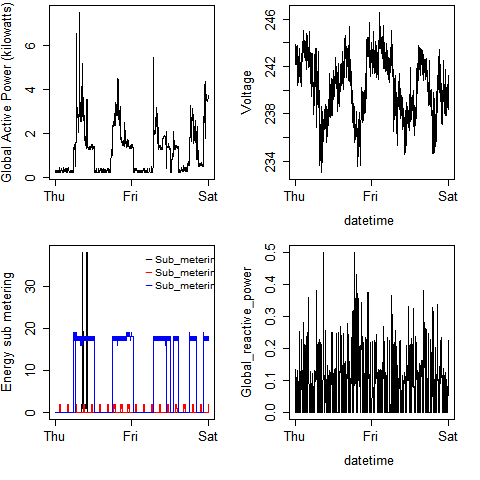 Global Active Power (kilowatts)
0 2 4 6
Thu Fri Sat
Voltage
234 238 242 246
Thu Fri Sat
datetime
Energy sub metering
0 10 20 30
Sub_meterin
Sub_meterin
Sub_meterin
Thu Fri Sat
Global_reactive_power
0.0 0.1 0.2 0.3 0.4 0.5
Thu Fri Sat
datetime